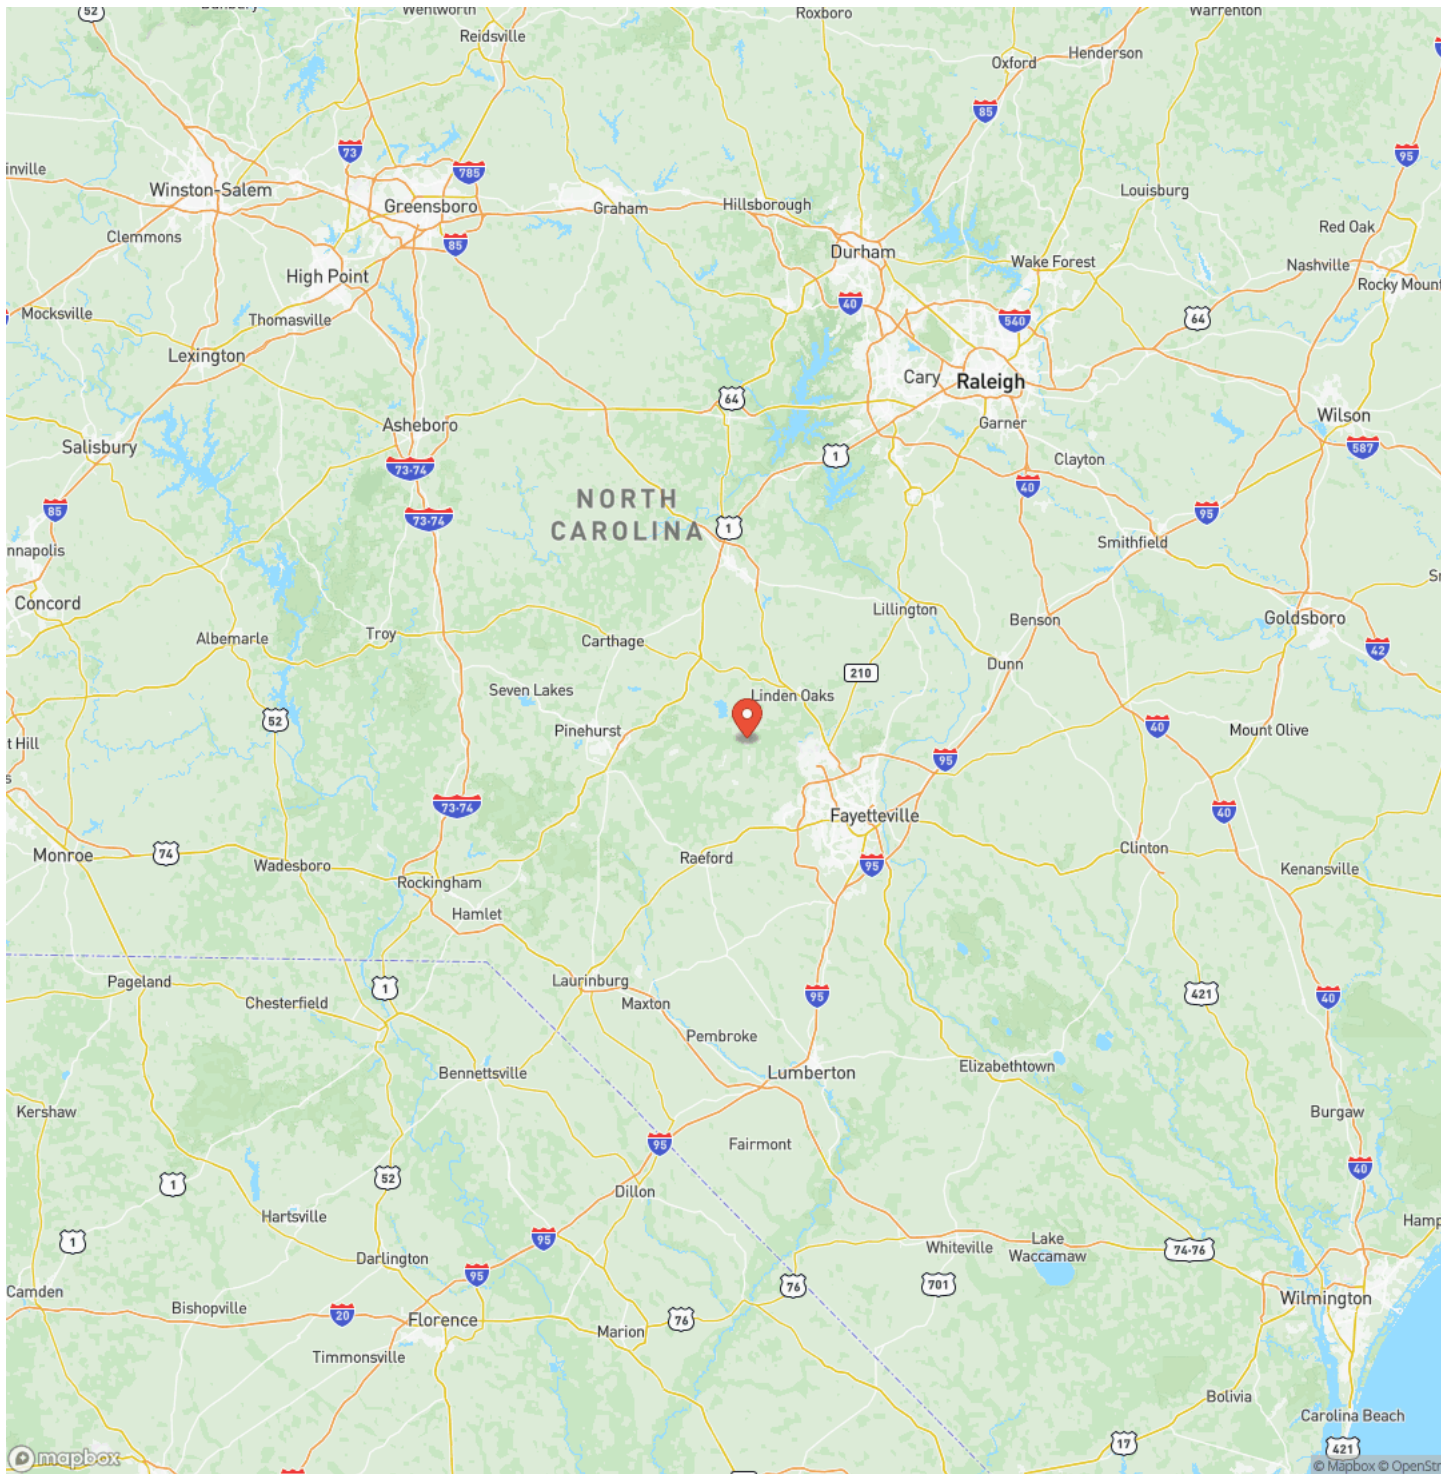 52
Wentworth
Roxboro
Warrenton
Reidsville
Henderson
Oxford
85
73
95
785
inville
Winston-Salem
Greensboro
Graham
Hillsborough
Louisburg
Clemmons
85
Durham
Red Oak
High Point
Wake Forest
Nashville
Rocky Moun
Mocksville
Thomasville
40
540
64
Lexington
Cary
Raleigh
64
Asheboro
Garner
Wilson
Salisbury
73-74
1
Clayton
587
85
NORTH
CAROLINA
40
95
73-74
1
nnapolis
Smithfield
Concord
Lillington
Benson
Goldsboro
Albemarle
Troy
Carthage
42
210
Dunn
Seven Lakes
Linden Oaks
52
Pinehurst
40
Mount Olive
t Hill
95
s
73-74
40
Fayetteville
Monroe
74
Wadesboro
Raeford
95
Clinton
Kenansville
Rockingham
Hamlet
Pageland
1
Laurinburg
Chesterfield
Maxton
95
421
40
Pembroke
Bennettsville
Lumberton
Elizabethtown
Kershaw
Burgaw
95
Fairmont
40
1
52
Dillon
Hartsville
Hamp
1
95
Whiteville
Lake
Waccamaw
74-76
Darlington
95
76
701
Camden
Bishopville
20
Florence
76
Marion
Wilmington
Timmonsville
Bolivia
Carolina Beach
17
421
mapbox
© Mapbox © OpenStr